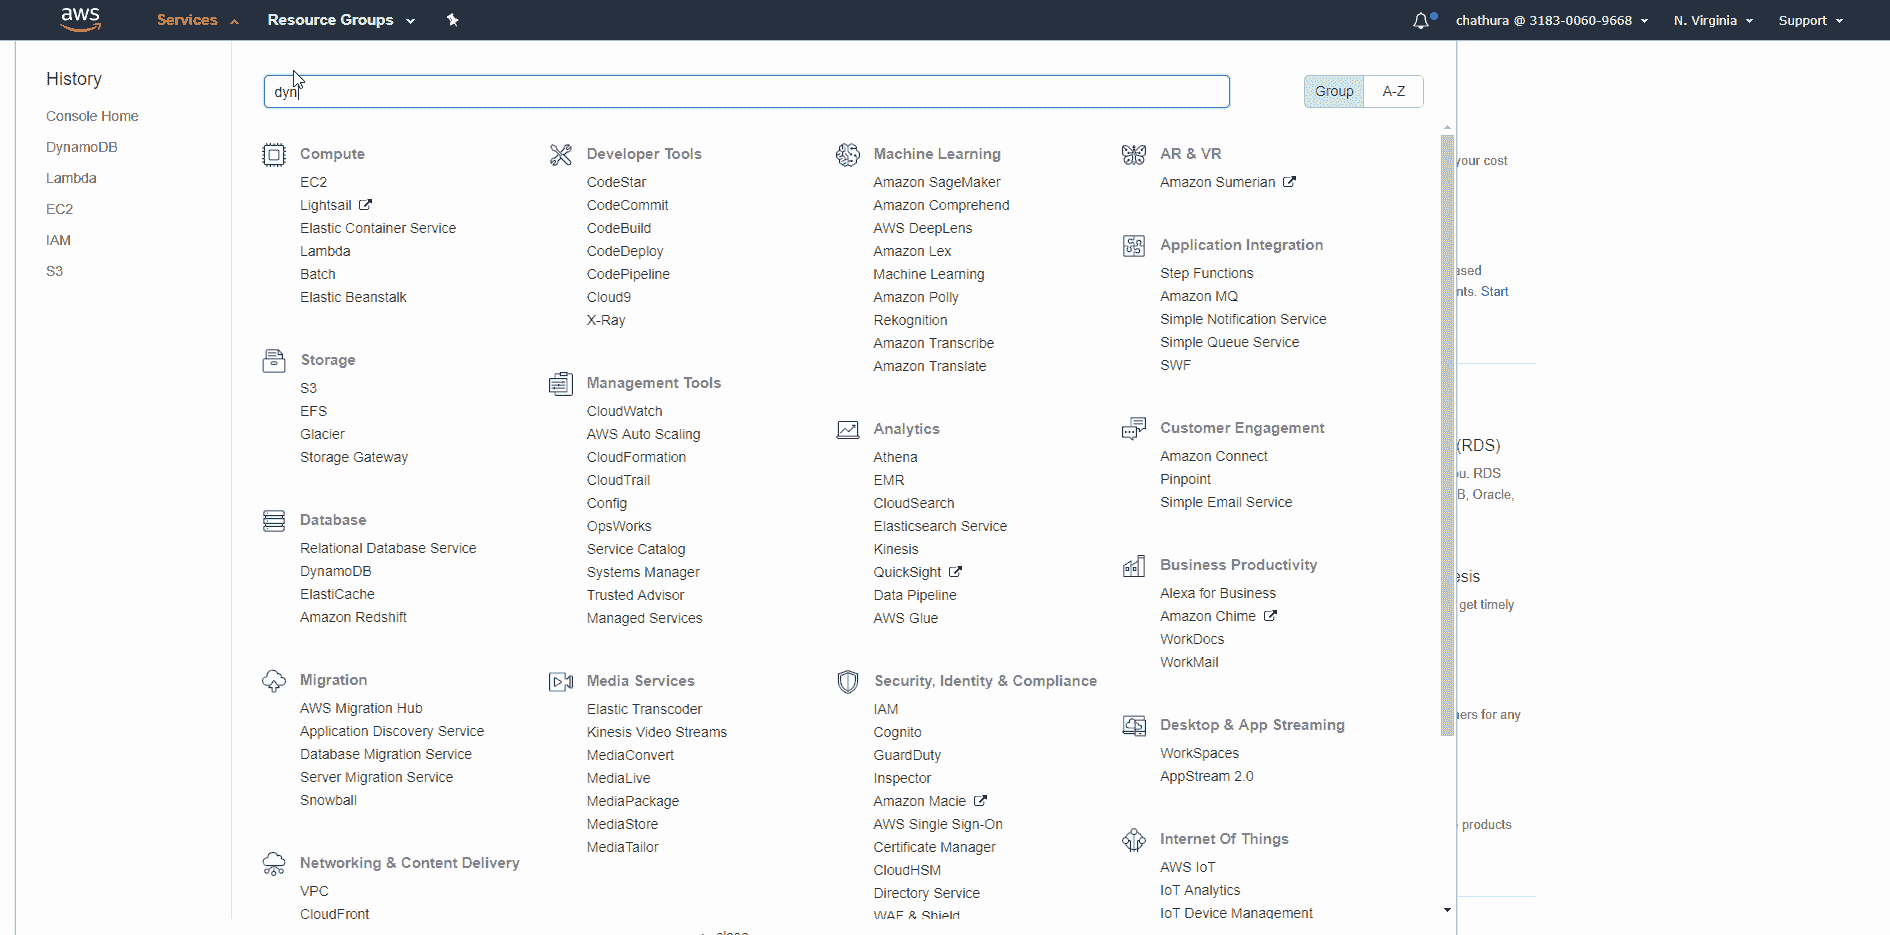 aws
Services
Resource Groups
chathura @ 3183-0060-9668
N. Virginia
Support
History
Console Home
DynamoDB
Lambda
EC2
IAM
S3
dyn
Group
A-Z
Compute
EC2
Lightsail
Elastic Container Service
Lambda
Batch
Elastic Beanstalk
Storage
S3
EFS
Glacier
Storage Gateway
Database
Relational Database Service
DynamoDB
ElastiCache
Amazon Redshift
Migration
AWS Migration Hub
Application Discovery Service
Database Migration Service
Server Migration Service
Snowball
Networking & Content Delivery
VPC
CloudFront
Developer Tools
CodeStar
CodeCommit
CodeBuild
CodeDeploy
CodePipeline
Cloud9
X-Ray
Management Tools
CloudWatch
AWS Auto Scaling
CloudFormation
CloudTrail
Config
OpsWorks
Service Catalog
Systems Manager
Trusted Advisor
Managed Services
Media Services
Elastic Transcoder
Kinesis Video Streams
MediaConvert
MediaLive
MediaPackage
MediaStore
MediaTailor
Machine Learning
Amazon SageMaker
Amazon Comprehend
AWS DeepLens
Amazon Lex
Machine Learning
Amazon Polly
Rekognition
Amazon Transcribe
Amazon Translate
Analytics
Athena
EMR
CloudSearch
Elasticsearch Service
Kinesis
QuickSight
Data Pipeline
AWS Glue
Security, Identity & Compliance
IAM
Cognito
GuardDuty
Inspector
Amazon Macie
AWS Single Sign-On
Certificate Manager
CloudHSM
Directory Service
WAF & Shield
AR & VR
Amazon Sumerian
Application Integration
Step Functions
Amazon MQ
Simple Notification Service
Simple Queue Service
SWF
Customer Engagement
Amazon Connect
Pinpoint
Simple Email Service
Business Productivity
Alexa for Business
Amazon Chime
WorkDocs
WorkMail
Desktop & App Streaming
WorkSpaces
AppStream 2.0
Internet Of Things
AWS IoT
IoT Analytics
IoT Device Management
your cost
ased
nts. Start
(RDS)
u. RDS
B, Oracle,
esis
get timely
ners for any
products
close